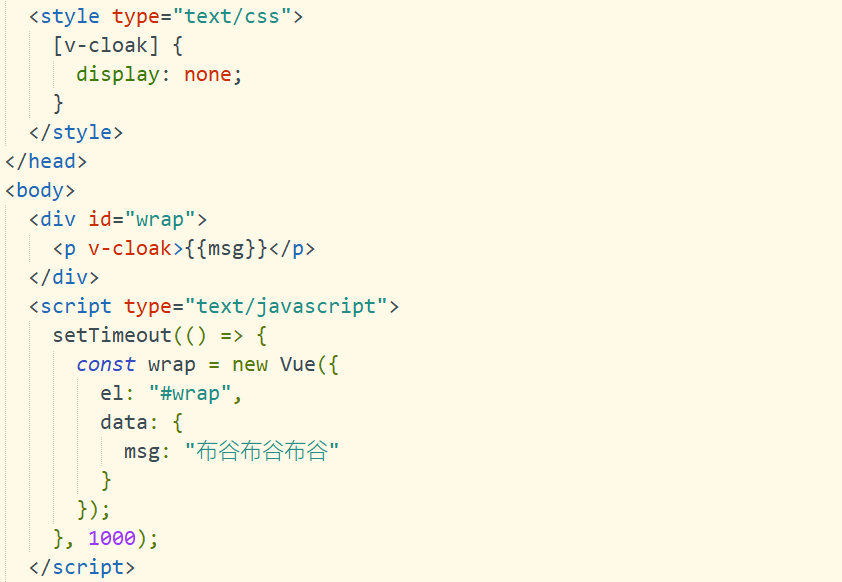 <style type="text/css">
[v-cloak] {
display: none;
}
</style>
</head>
<body>
<div id="wrap">
<p v-cloak>{{msg}}</p>
</div>
<script type="text/javascript">
setTimeout(() => {
const wrap = new Vue({
el: "#wrap",
data: {
msg: "布谷布谷布谷"
}
});
}, 1000);
</script>